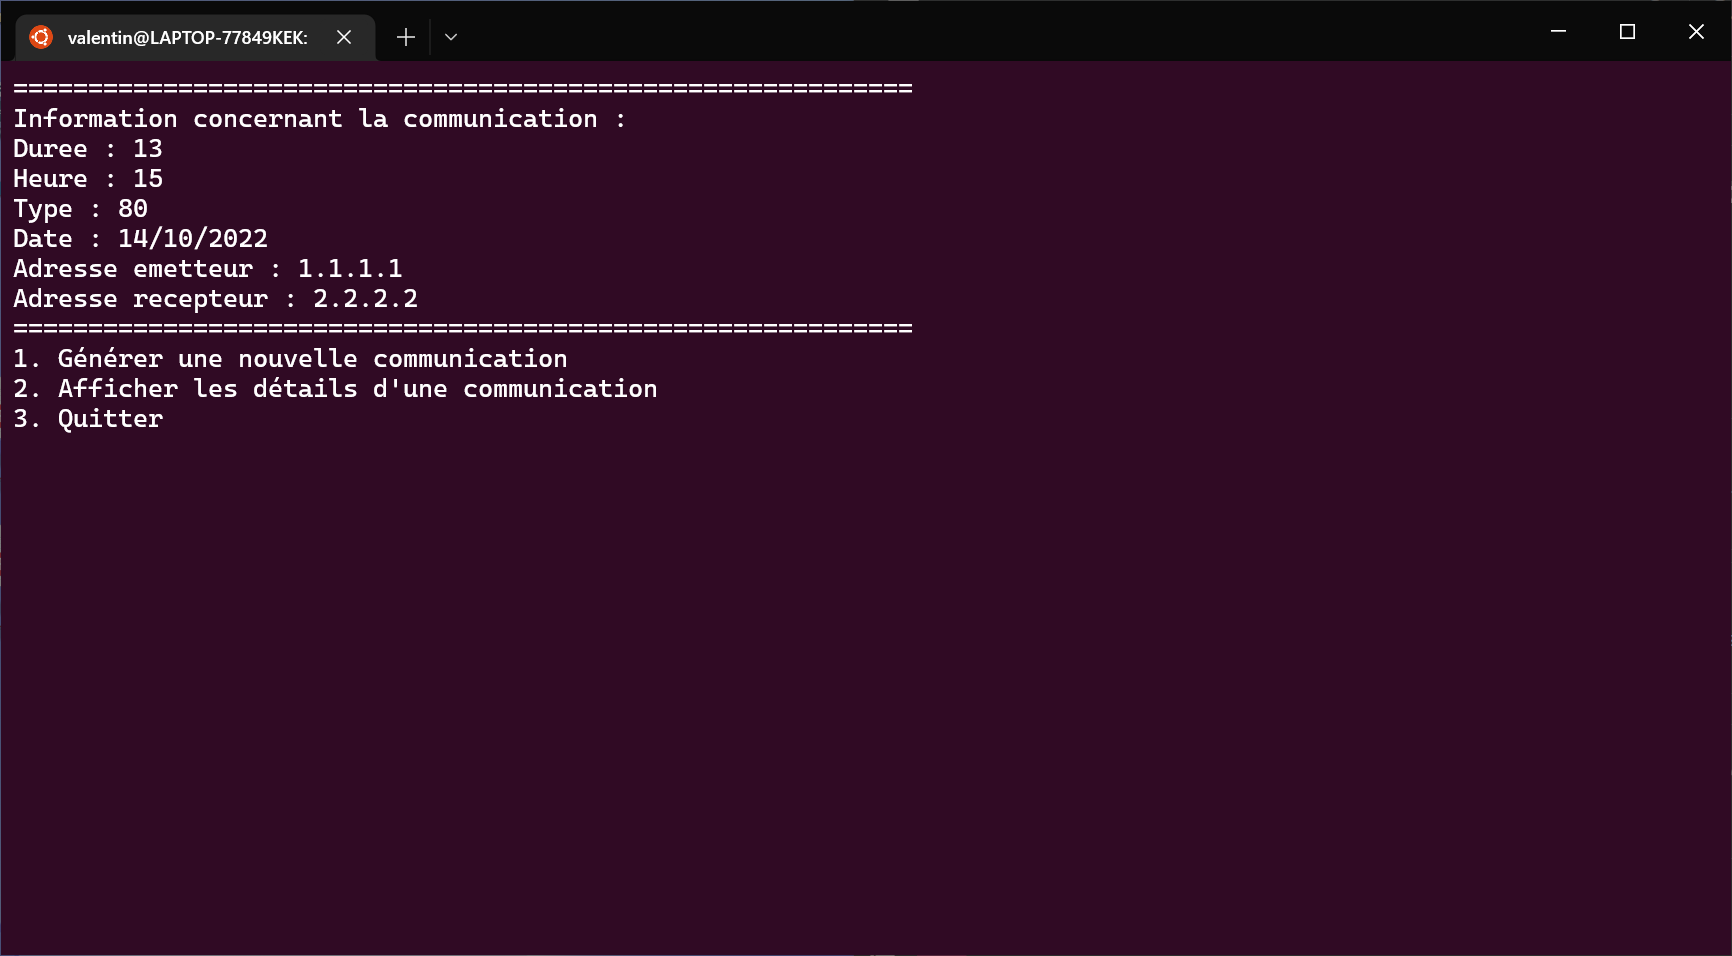 valentin@LAPTOP-77849KEK:
============================================================
Information concernant la communication :
Duree : 13
Heure : 15
Type : 80
Date : 14/10/2022
Adresse emetteur : 1.1.1.1
Adresse recepteur : 2.2.2.2
============================================================
1. Générer une nouvelle communication
2. Afficher les détails d'une communication
3. Quitter